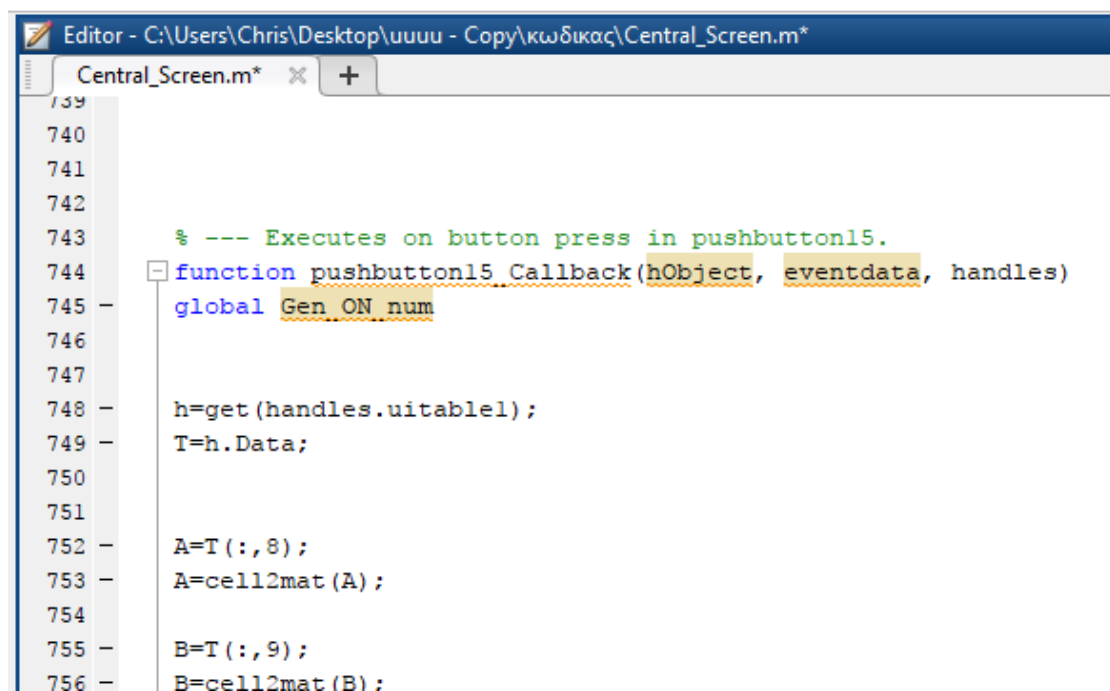 Editor - C:\Users\Chris\Desktop\uuuu - Copy\κωδικας\Central_Screen.m*
Central_Screen.m* × +
739
740
741
742
743 % --- Executes on button press in pushbutton15.
744 function pushbutton15_Callback(hObject, eventdata, handles)
745 – global Gen_ON_num
746
747
748 – h=get(handles.uitable1);
749 – T=h.Data;
750
751
752 – A=T(:,8);
753 – A=cell2mat(A);
754
755 – B=T(:,9);
756 – B=cell2mat(B);